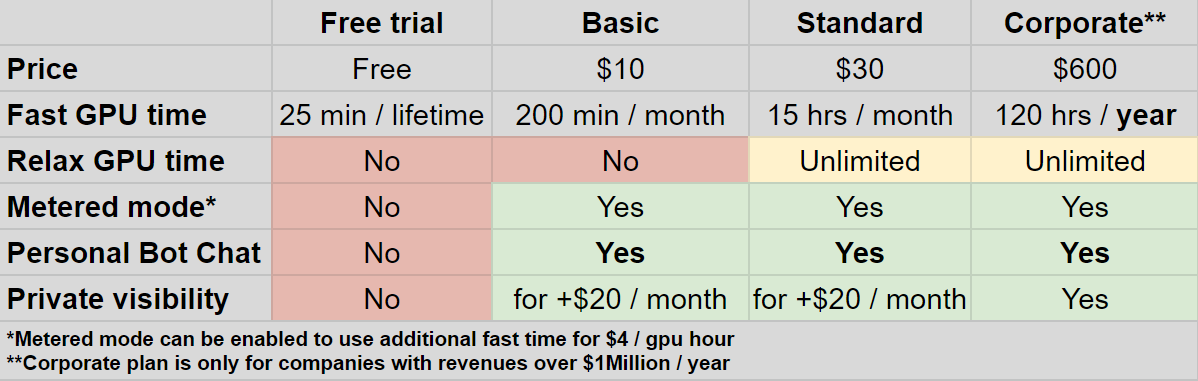 Free trial Basic Standard Corporate**
Price Free $10 $30 $600
Fast GPU time 25 min / lifetime 200 min / month 15 hrs / month 120 hrs / year
Relax GPU time No No Unlimited Unlimited
Metered mode* No Yes Yes Yes
Personal Bot Chat No Yes Yes Yes
Private visibility No for +$20 / month for +$20 / month Yes
*Metered mode can be enabled to use additional fast time for $4 / gpu hour
**Corporate plan is only for companies with revenues over $1Million / year